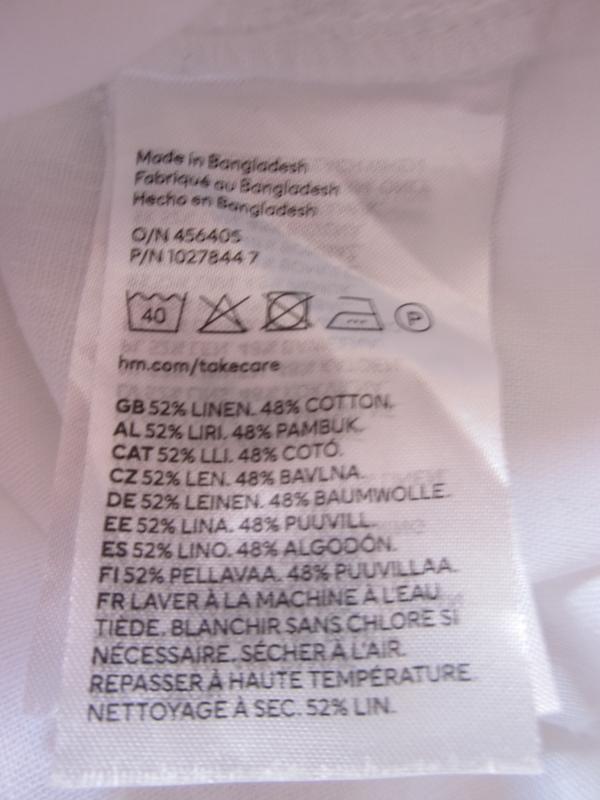 Made in Bangladesh
Fabriqué au Bangladesh
Hecho en Bangladesh
O/N 456405
P/N 1027844 7
40
P
hm.com/takecare
GB 52% LINEN. 48% COTTON.
AL 52% LIRI. 48% PAMBUK.
CAT 52% LLI. 48% COTÓ.
CZ 52% LEN. 48% BAVLNA.
DE 52% LEINEN. 48% BAUMWOLLE.
EE 52% LINA. 48% PUUVILL.
ES 52% LINO. 48% ALGODÓN.
FI 52% PELLAVAA. 48% PUUVILLAA.
FR LAVER À LA MACHINE À L'EAU
TIÈDE. BLANCHIR SANS CHLORE SI
NÉCESSAIRE. SÉCHER À L'AIR.
REPASSER À HAUTE TEMPÉRATURE.
NETTOYAGE À SEC. 52% LIN.